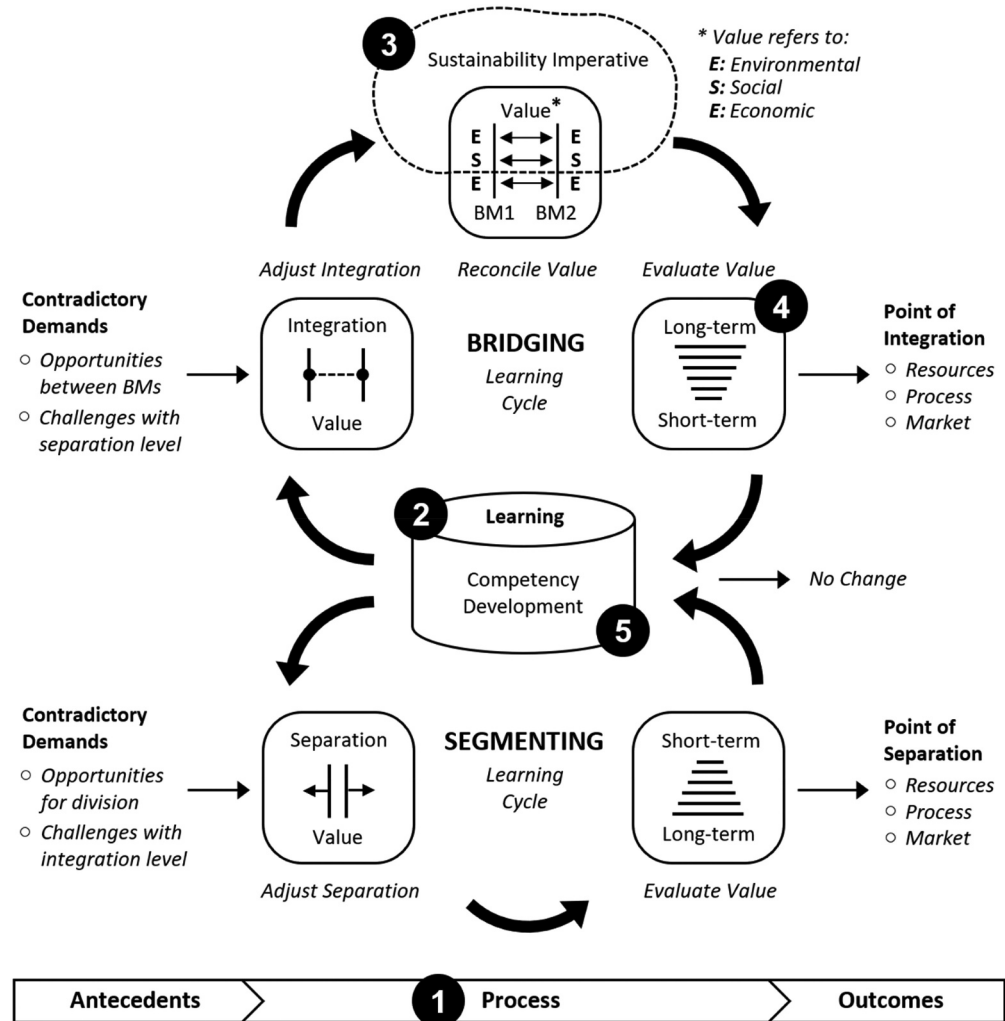 3
Sustainability Imperative
* Value refers to:
E: Environmental
S: Social
E: Economic
Value*
E E
S S
E E
BM1 BM2
Adjust Integration
Reconcile Value
Evaluate Value
Contradictory
Demands
○ Opportunities
between BMs
○ Challenges with
separation level
Integration
Value
BRIDGING
Learning
Cycle
4
Long-term
Short-term
Point of
Integration
○ Resources
○ Process
○ Market
2
Learning
Competency
Development
5
No Change
Contradictory
Demands
○ Opportunities
for division
○ Challenges with
integration level
Separation
Value
Adjust Separation
SEGMENTING
Learning
Cycle
Short-term
Long-term
Evaluate Value
Point of
Separation
○ Resources
○ Process
○ Market
Antecedents
1 Process
Outcomes